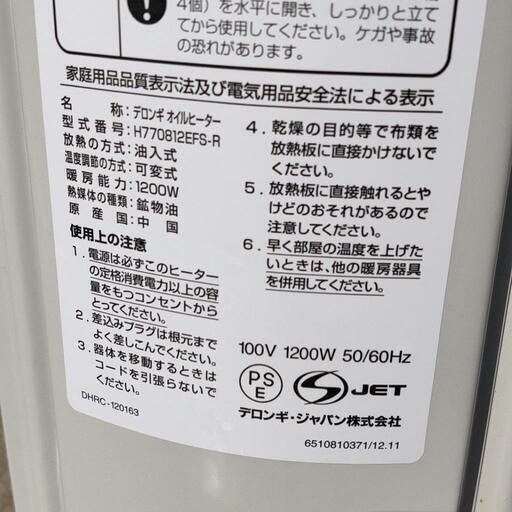 4個）を水平に開き、しっかりと立て
てから使用してください。ケガや事故
の恐れがあります。
家庭用品品質表示法及び電気用品安全法による表示
名　　　　称：デロンギ オイルヒーター
型式番号：H770812EFS-R
放熱の方式：油入式
温度調節の方式：可変式
暖房能力：1200W
熱媒体の種類：鉱物油
原産国：中　国
使用上の注意
1．電源は必ずこのヒーター
の定格消費電力以上の容
量をもつコンセントから
とってください。
2．差込みプラグは根元まで
よく差しこんでください。
3．器体を移動するときは
コードを引張らないで
ください。
DHRC-120163
4．乾燥の目的等で布類を
放熱板に直接かけないで
ください。
5．放熱板に直接触れるとや
けどのおそれがあるので
注意してください。
6．早く部屋の温度を上げた
いときは、他の暖房器具
を併用してください。
100V 1200W 50/60Hz
PS
E
S JET
デロンギ・ジャパン株式会社
6510810371/12.11